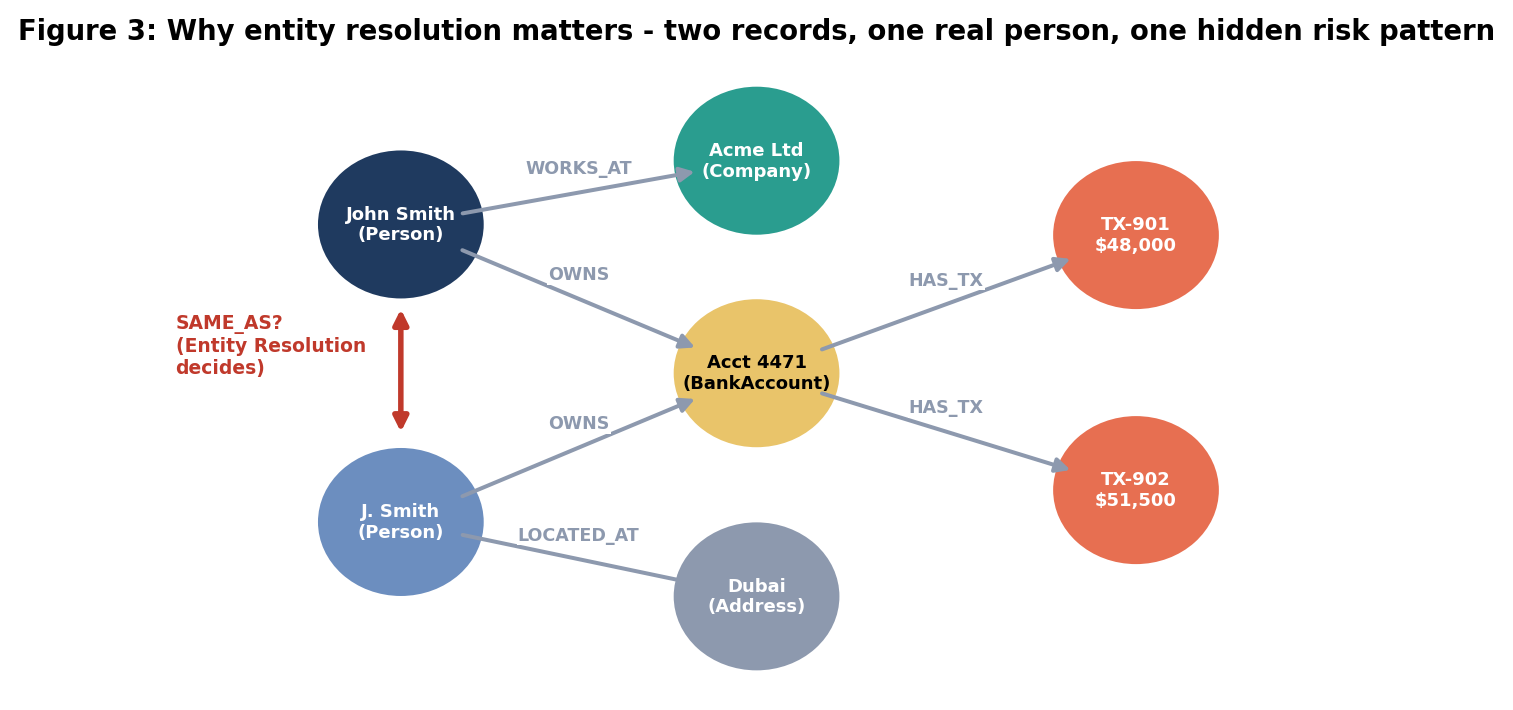 Figure 3: Why entity resolution matters - two records, one real person, one hidden risk pattern
Acme Ltd
(Company)
WORKS_AT
John Smith
(Person)
TX-901
$48,000
OWNS
HAS_TX
SAME_AS?
(Entity Resolution
decides)
Acct 4471
(BankAccount)
OWNS
HAS_TX
TX-902
$51,500
J. Smith
(Person)
LOCATED_AT
Dubai
(Address)